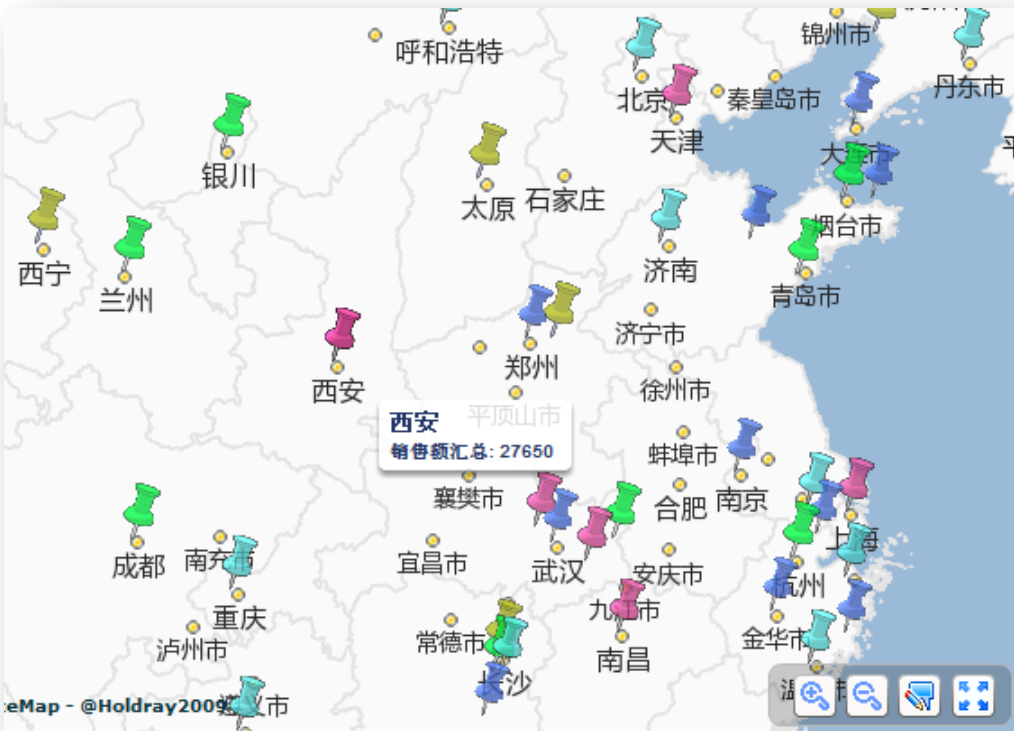 锦州市
呼和浩特
丹东市
北京
秦皇岛市
天津
大连市
银川
太原
石家庄
烟台市
西宁
济南
兰州
青岛市
济宁市
郑州
西安
徐州市
西安
平顶山市
销售额汇总: 27650
蚌埠市
襄樊市
合肥
南京
上海
南充市
宜昌市
成都
武汉
安庆市
杭州
重庆
九江市
常德市
金华市
泸州市
南昌
长沙
遵义市
eMap - @Holdray2009